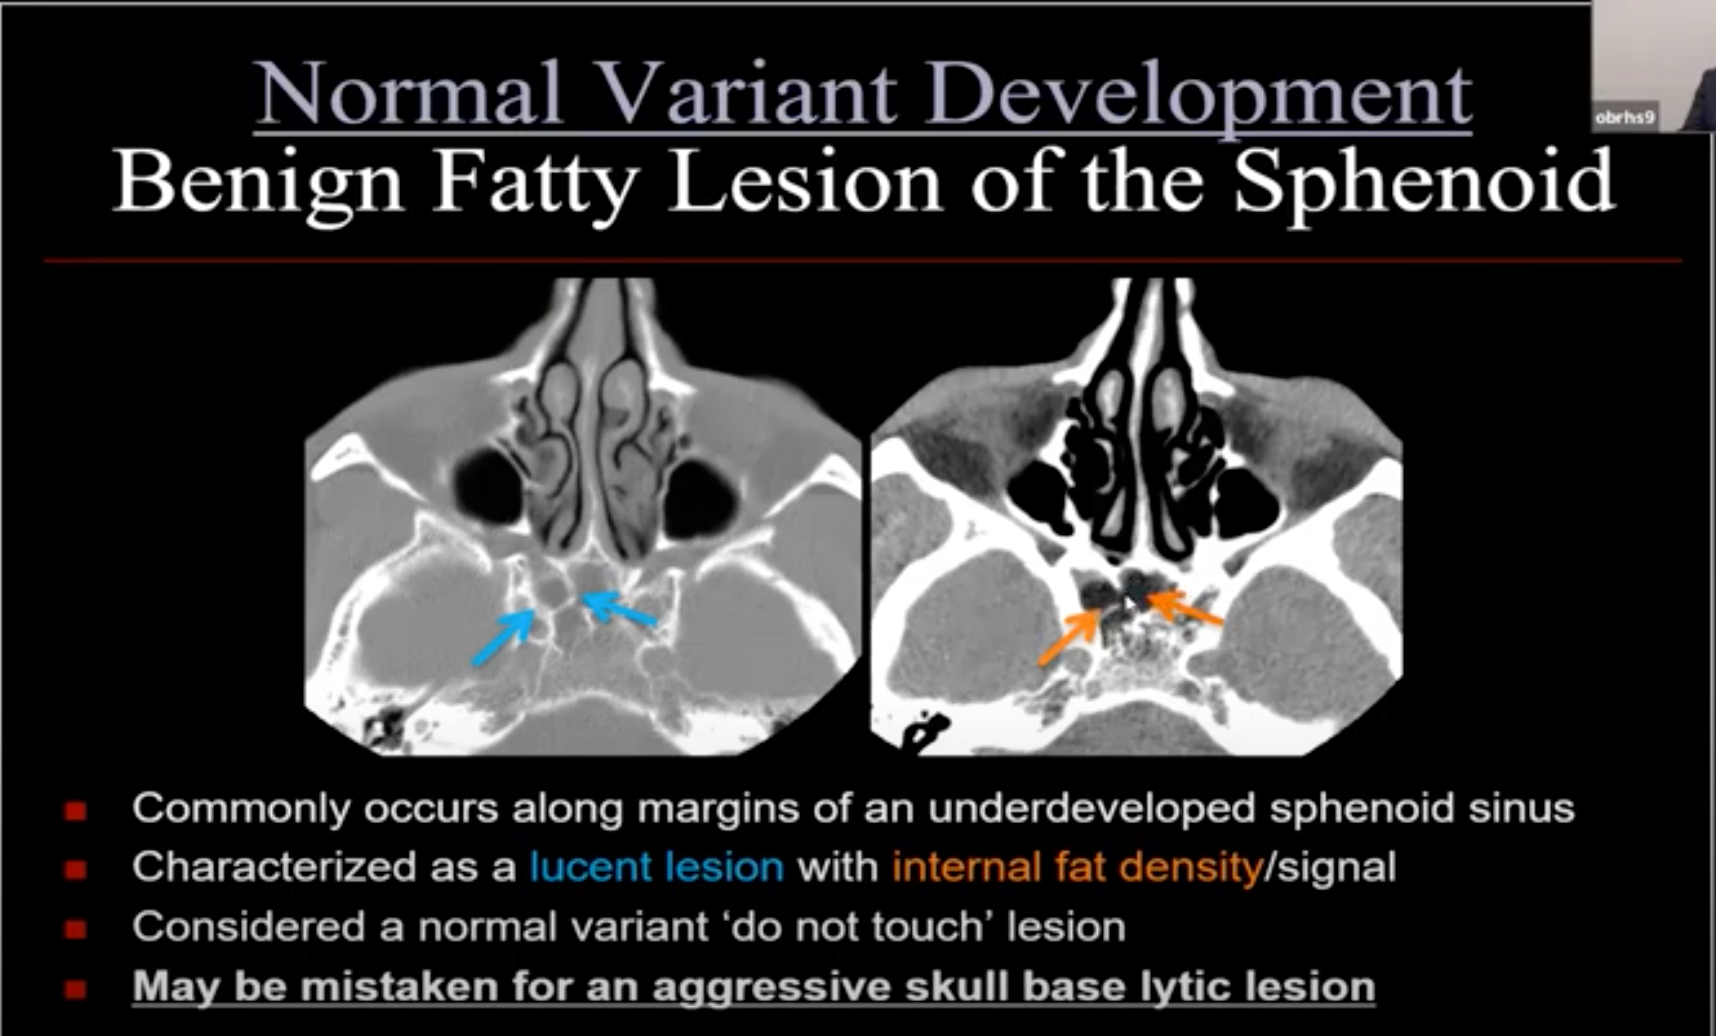 Normal Variant Development
obrhs9
Benign Fatty Lesion of the Sphenoid
Commonly occurs along margins of an underdeveloped sphenoid sinus
Characterized as a lucent lesion with internal fat density/signal
Considered a normal variant ‘do not touch’ lesion
May be mistaken for an aggressive skull base lytic lesion